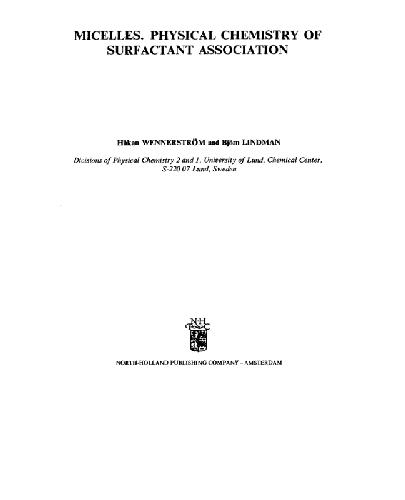 MICELLES. PHYSICAL CHEMISTRY OF
SURFACTANT ASSOCIATION
Håkan WENNERSTRÖM and Björn LINDMAN
Divisions of Physical Chemistry 2 and 1, University of Lund, Chemical Center,
S-220 07 Lund, Sweden
NORTH-HOLLAND PUBLISHING COMPANY – AMSTERDAM